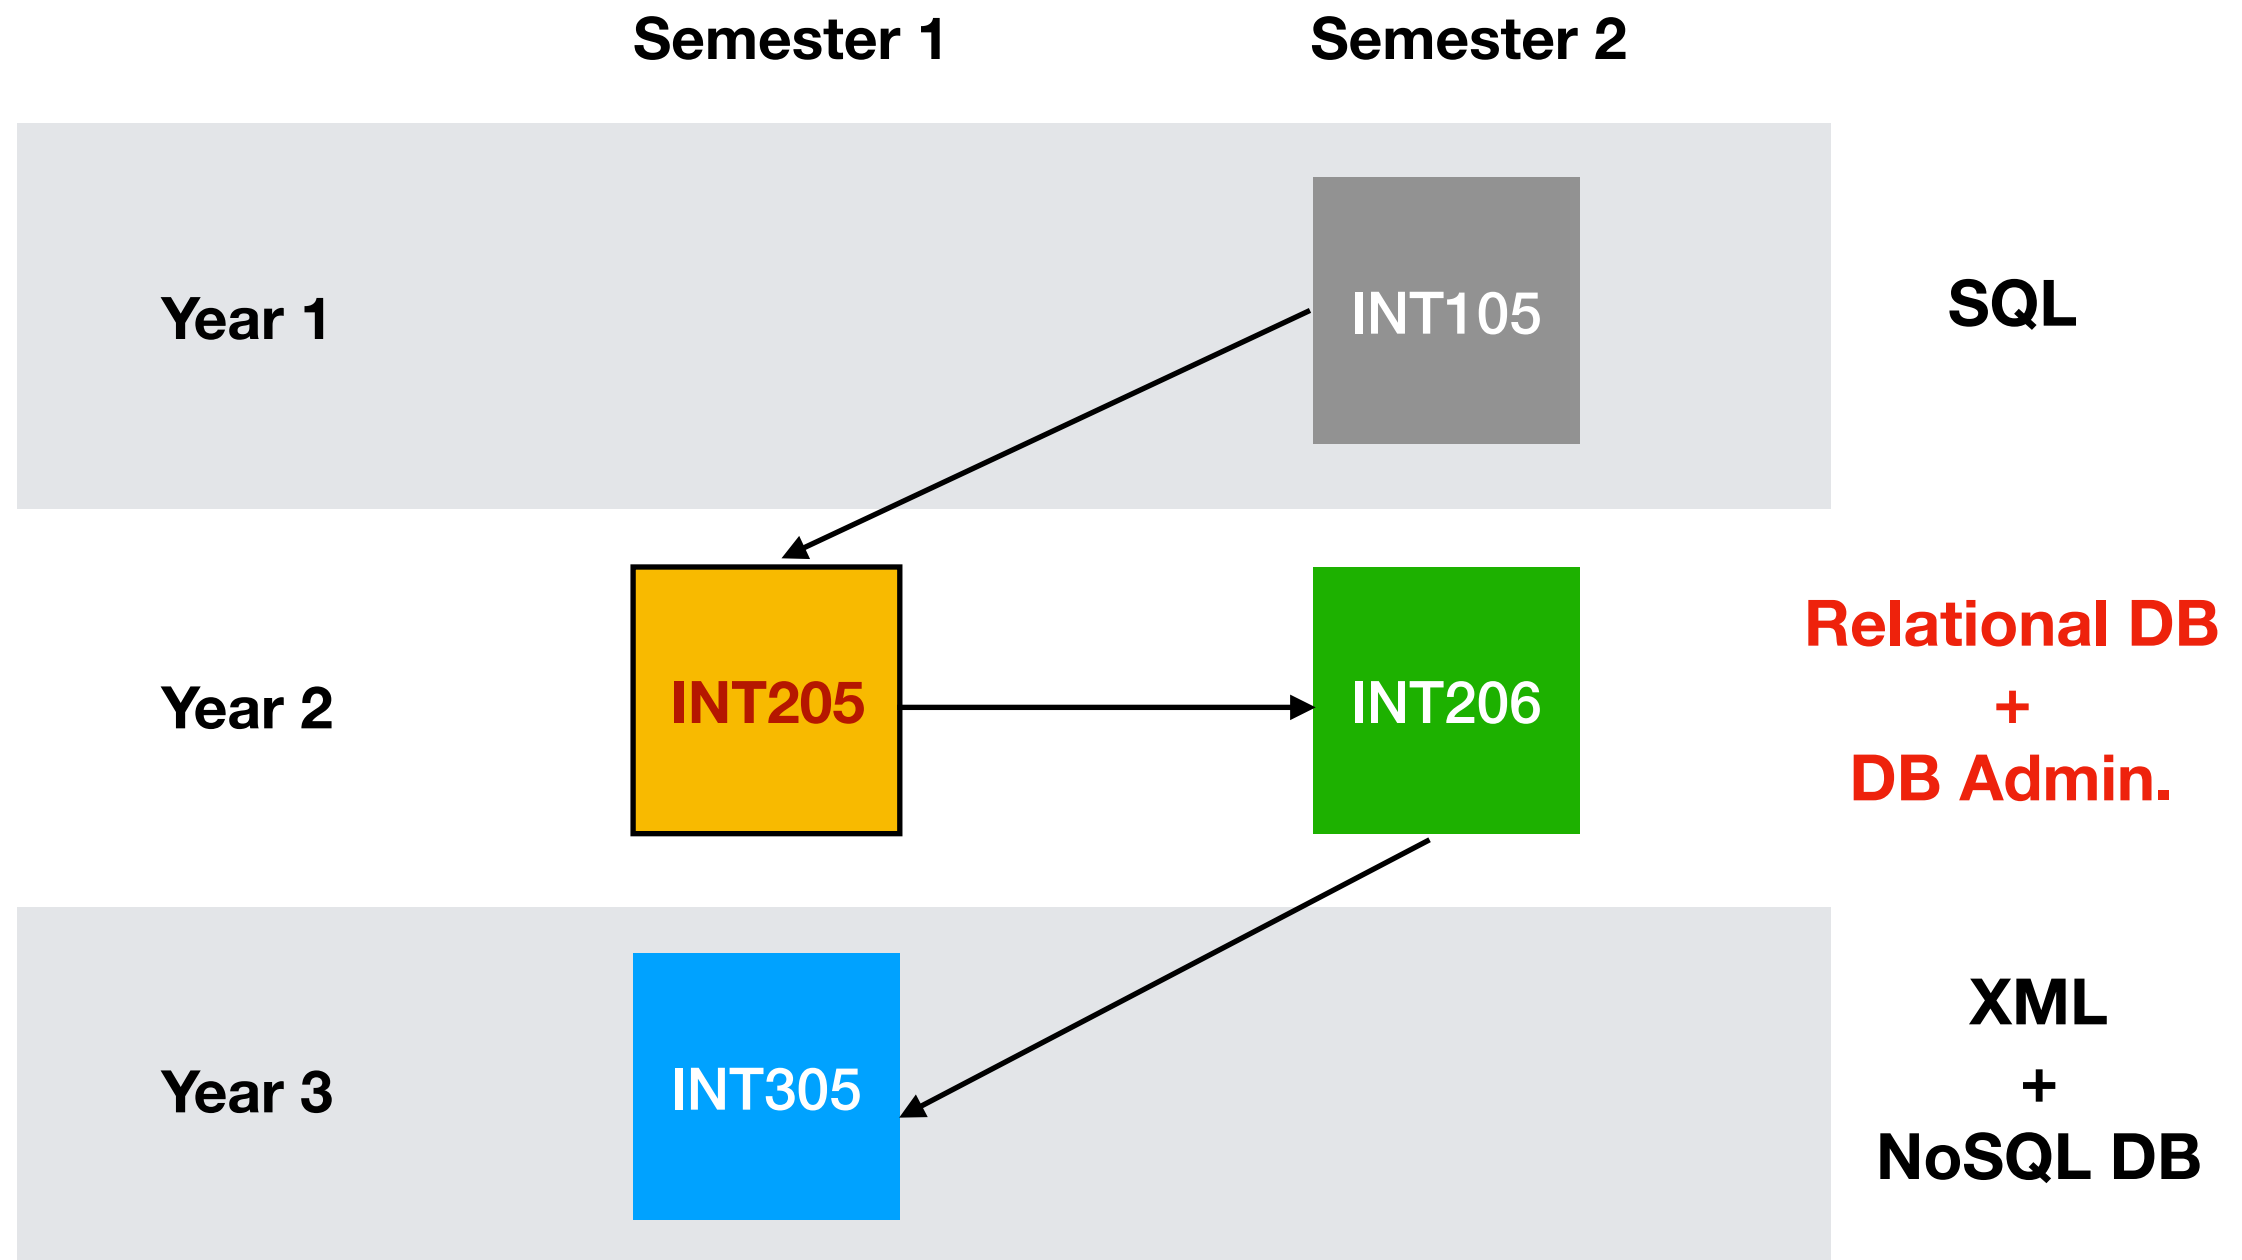 Semester 1
Semester 2
Year 1
INT105
SQL
Year 2
INT205
INT206
Relational DB
+
DB Admin.
Year 3
INT305
XML
+
NoSQL DB